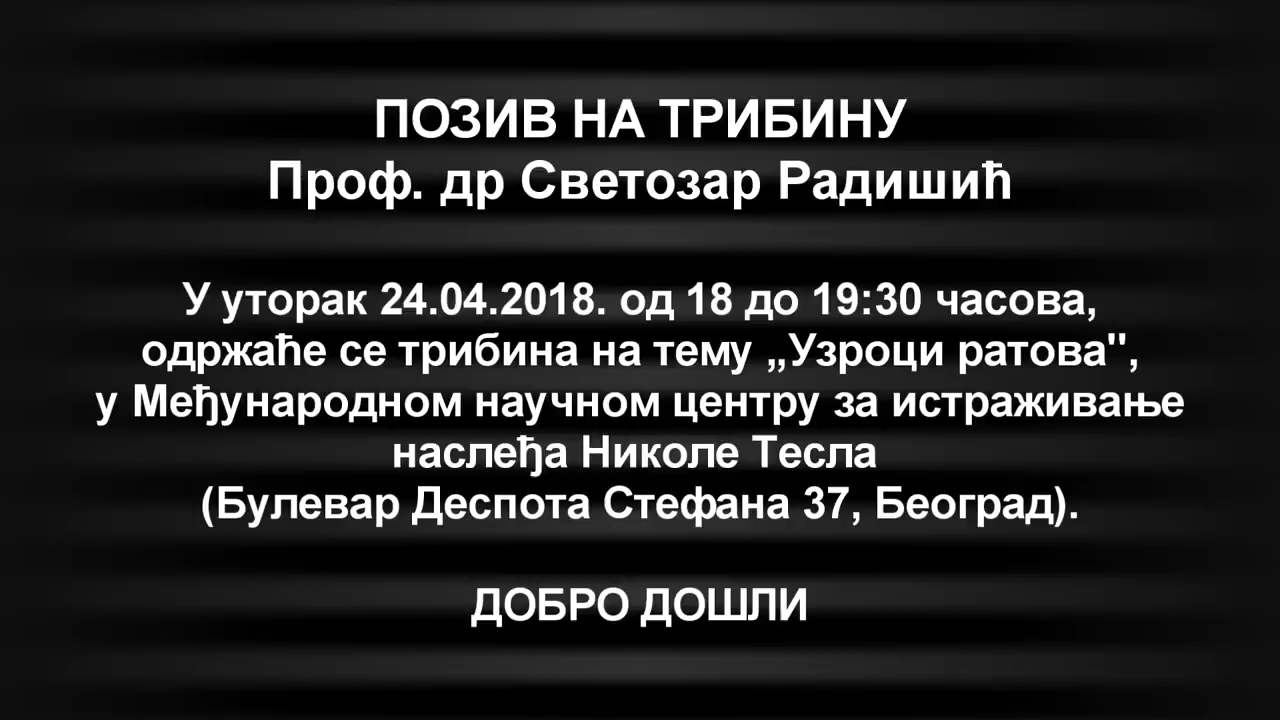 ПОЗИВ НА ТРИБИНУ
Проф. др Светозар Радишић
У уторак 24.04.2018. од 18 до 19:30 часова,
одржаће се трибина на тему „Узроци ратова",
у Међународном научном центру за истраживање
наслеђа Николе Тесла
(Булевар Деспота Стефана 37, Београд).
ДОБРО ДОШЛИ